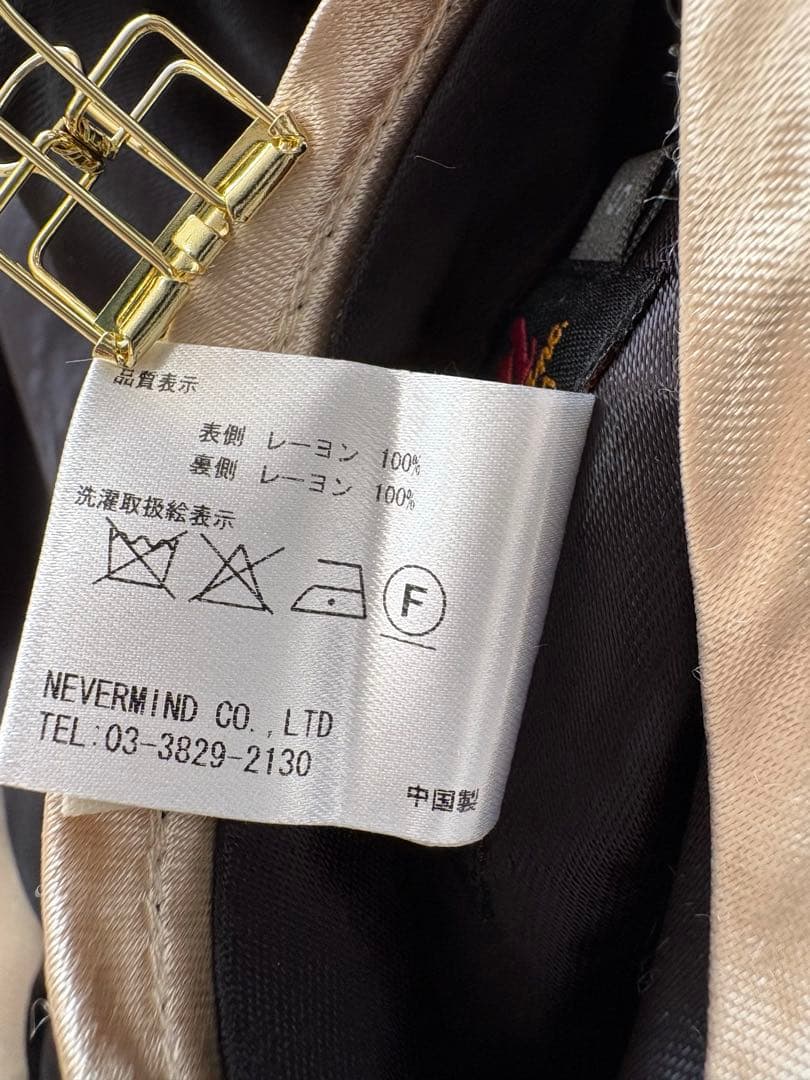 品質表示
表側 レーヨン 100%
裏側 レーヨン 100%
洗濯取扱絵表示
F
NEVERMIND CO.,LTD
TEL:03-3829-2130
中国製